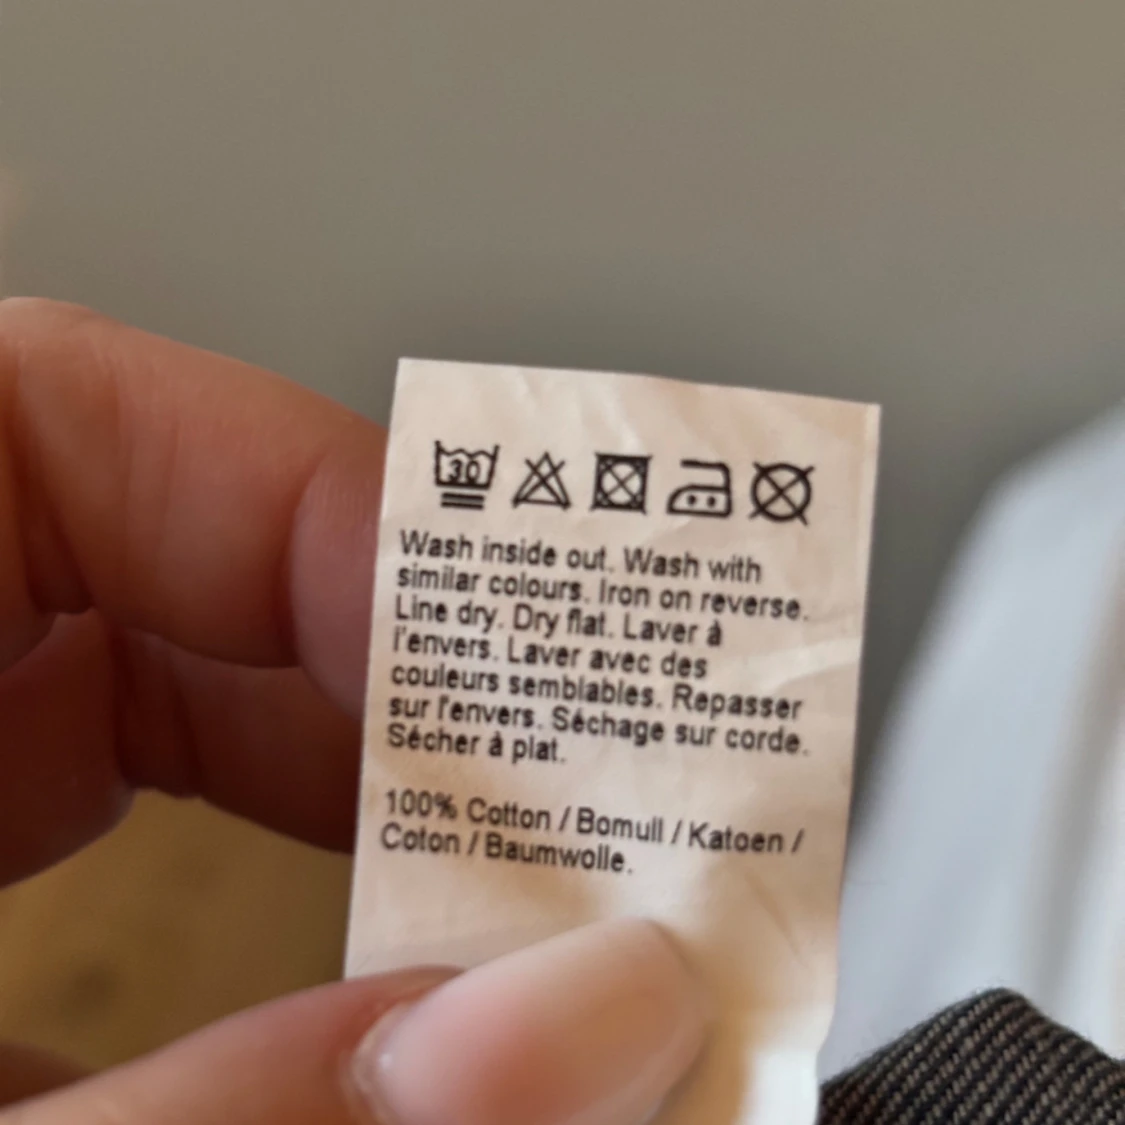 30
Wash inside out. Wash with
similar colours. Iron on reverse.
Line dry. Dry flat. Laver à
l'envers. Laver avec des
couleurs semblables. Repasser
sur l'envers. Séchage sur corde.
Sécher à plat.
100% Cotton / Bomull / Katoen /
Coton / Baumwolle.